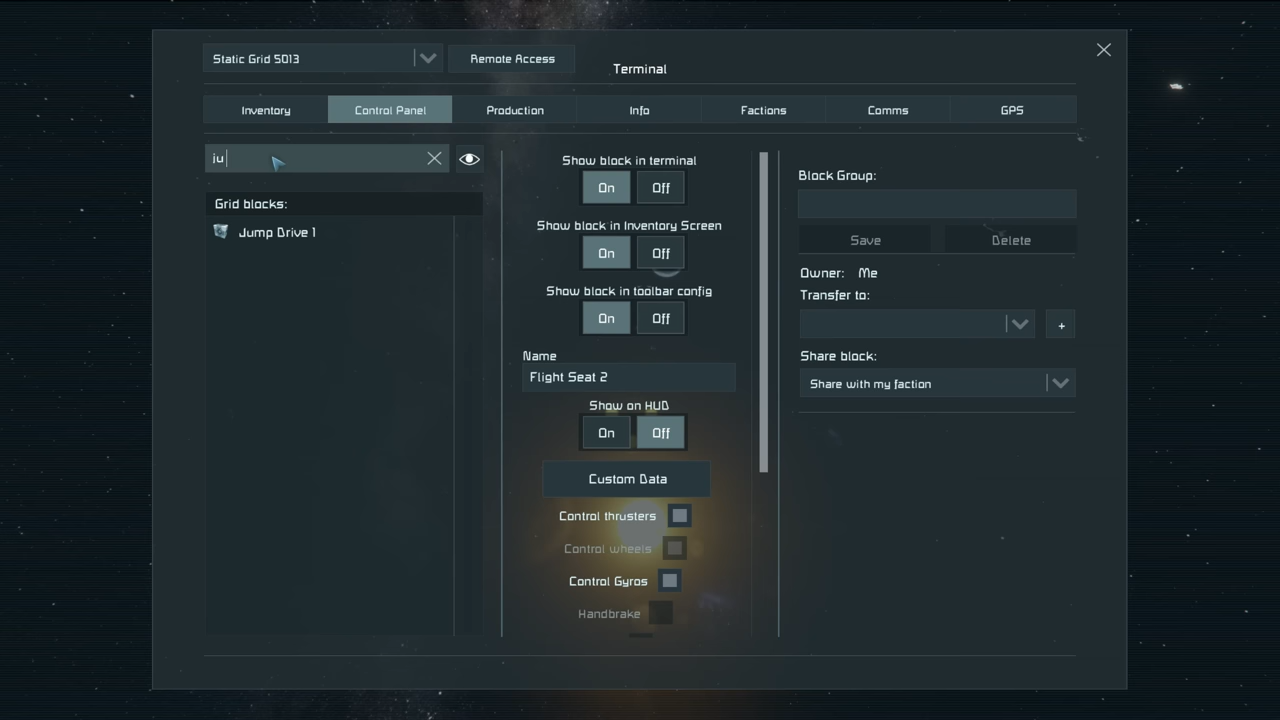 Static Grid 5013
Remote Access
Terminal
Inventory
Control Panel
Production
Info
Factions
Comms
GPS
ju
Grid blocks:
Jump Drive 1
Show block in terminal
On
Off
Show block in Inventory Screen
On
Off
Show block in toolbar config
On
Off
Name
Flight Seat 2
Show on HUD
On
Off
Custom Data
Control thrusters
Control wheels
Control Gyros
Handbrake
Block Group:
Save
Delete
Owner: Me
Transfer to:
+
Share block:
Share with my faction